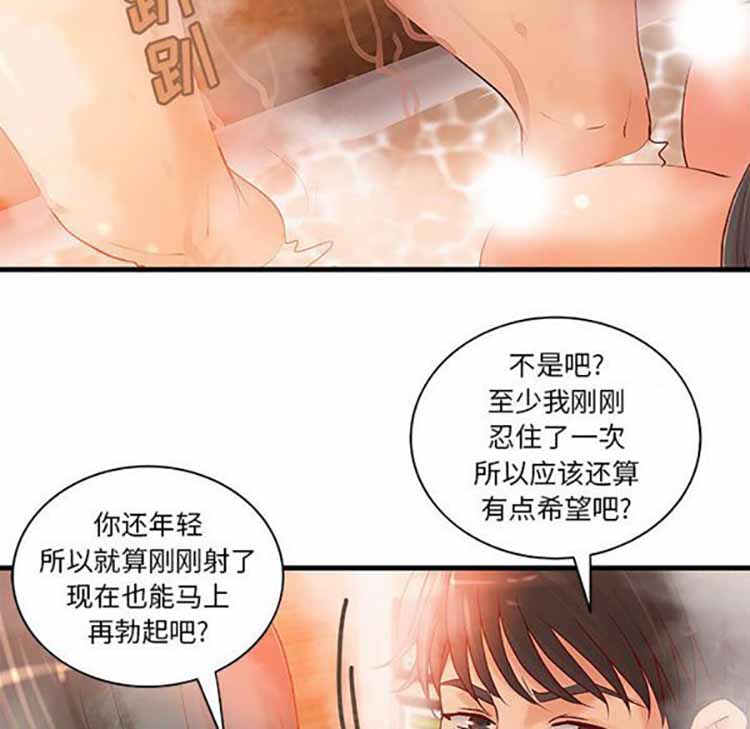 趴
趴
不是吧?
至少我刚刚
忍住了一次
所以应该还算
有点希望吧?
你还年轻
所以就算刚刚射了
现在也能马上
再勃起吧?